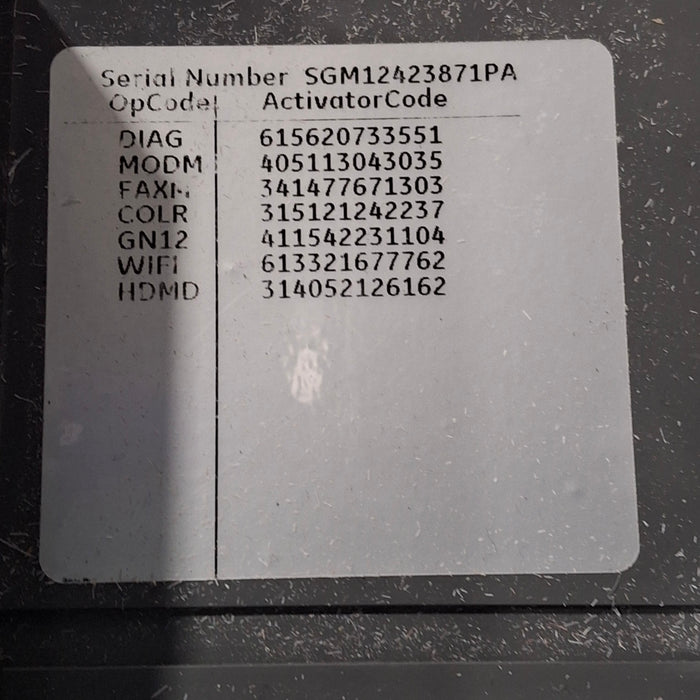 Serial Number SGM12423871PA
OpCode ActivatorCode
DIAG 615620733551
MODM 405113043035
341477671303
COLR 315121242237
GN12 411542231104
WIFI 613321677762
HDMD 314052126162